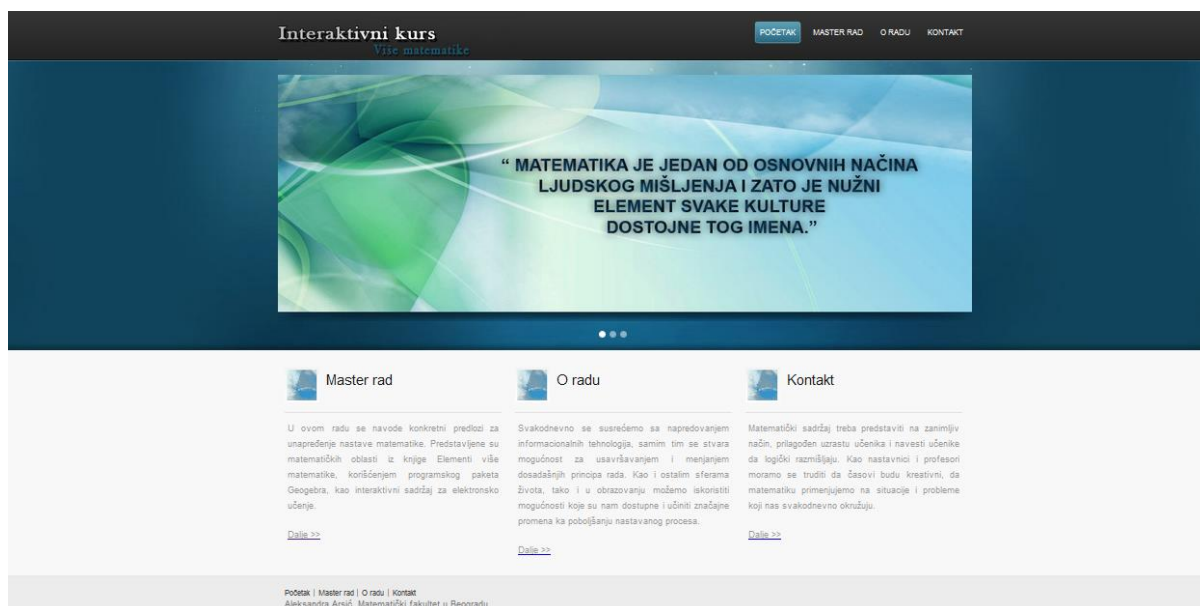 Interaktivni kurs
Više matematike
POČETAK MASTER RAD O RADU KONTAKT
“ MATEMATIKA JE JEDAN OD OSNOVNIH NAČINA
LJUDSKOG MIŠLJENJA I ZATO JE NUŽNI
ELEMENT SVAKE KULTURE
DOSTOJNE TOG IMENA.”
Master rad
U ovom radu se navode konkretni predlozi za
unapređenje nastave matematike. Predstavljene su
matematičkih oblasti iz knjige Elementi više
matematike, korišćenjem programskog paketa
Geogebra, kao interaktivni sadržaj za elektronsko
učenje.
Dalje >>
O radu
Svakodnevno se susrećemo sa napredovanjem
informacionalnih tehnologija, samim tim se stvara
mogućnost za usavršavanjem i menjanjem
dosadašnjih principa rada. Kao i ostalim sferama
života, tako i u obrazovanju možemo iskoristiti
mogućnosti koje su nam dostupne i učiniti značajne
promena ka poboljšanju nastavanog procesa.
Dalje >>
Kontakt
Matematički sadržaj treba predstaviti na zanimljiv
način, prilagođen uzrastu učenika i navesti učenike
da logički razmišljaju. Kao nastavnici i profesori
moramo se truditi da časovi budu kreativni, da
matematiku primenjujemo na situacije i probleme
koji nas svakodnevno okružuju.
Dalje >>
Početak | Master rad | O radu | Kontakt
Aleksandra Arsić, Matematički fakultet u Beogradu